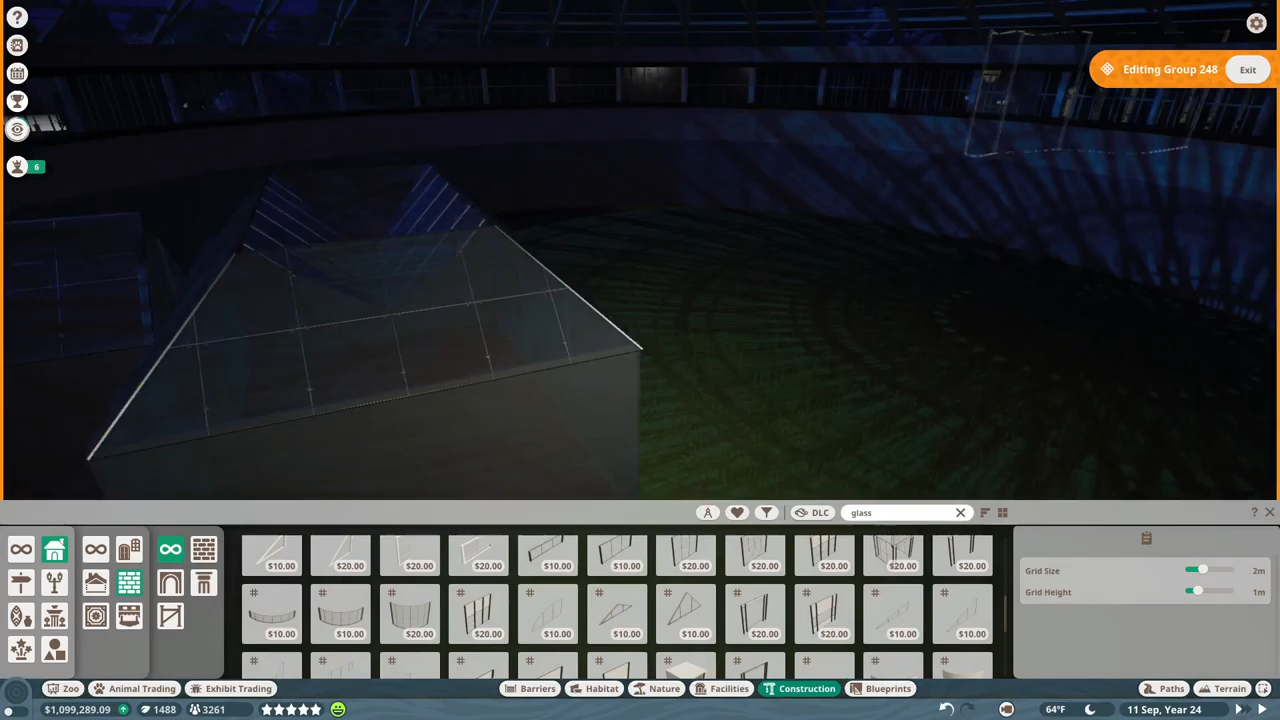 Editing Group 248
Exit
6
DLC
glass
?
$10.00 $10.00 $20.00 $20.00 $10.00 $10.00 $20.00 $20.00 $20.00 $20.00 $20.00
$10.00 $10.00 $20.00 $20.00 $10.00 $10.00 $10.00 $20.00 $20.00 $10.00 $10.00
Grid Size 2m
Grid Height 1m
Zoo Animal Trading Exhibit Trading Barriers Habitat Nature Facilities Construction Blueprints Paths Terrain
$1,099,289.09 1488 3261 64°F 11 Sep, Year 24